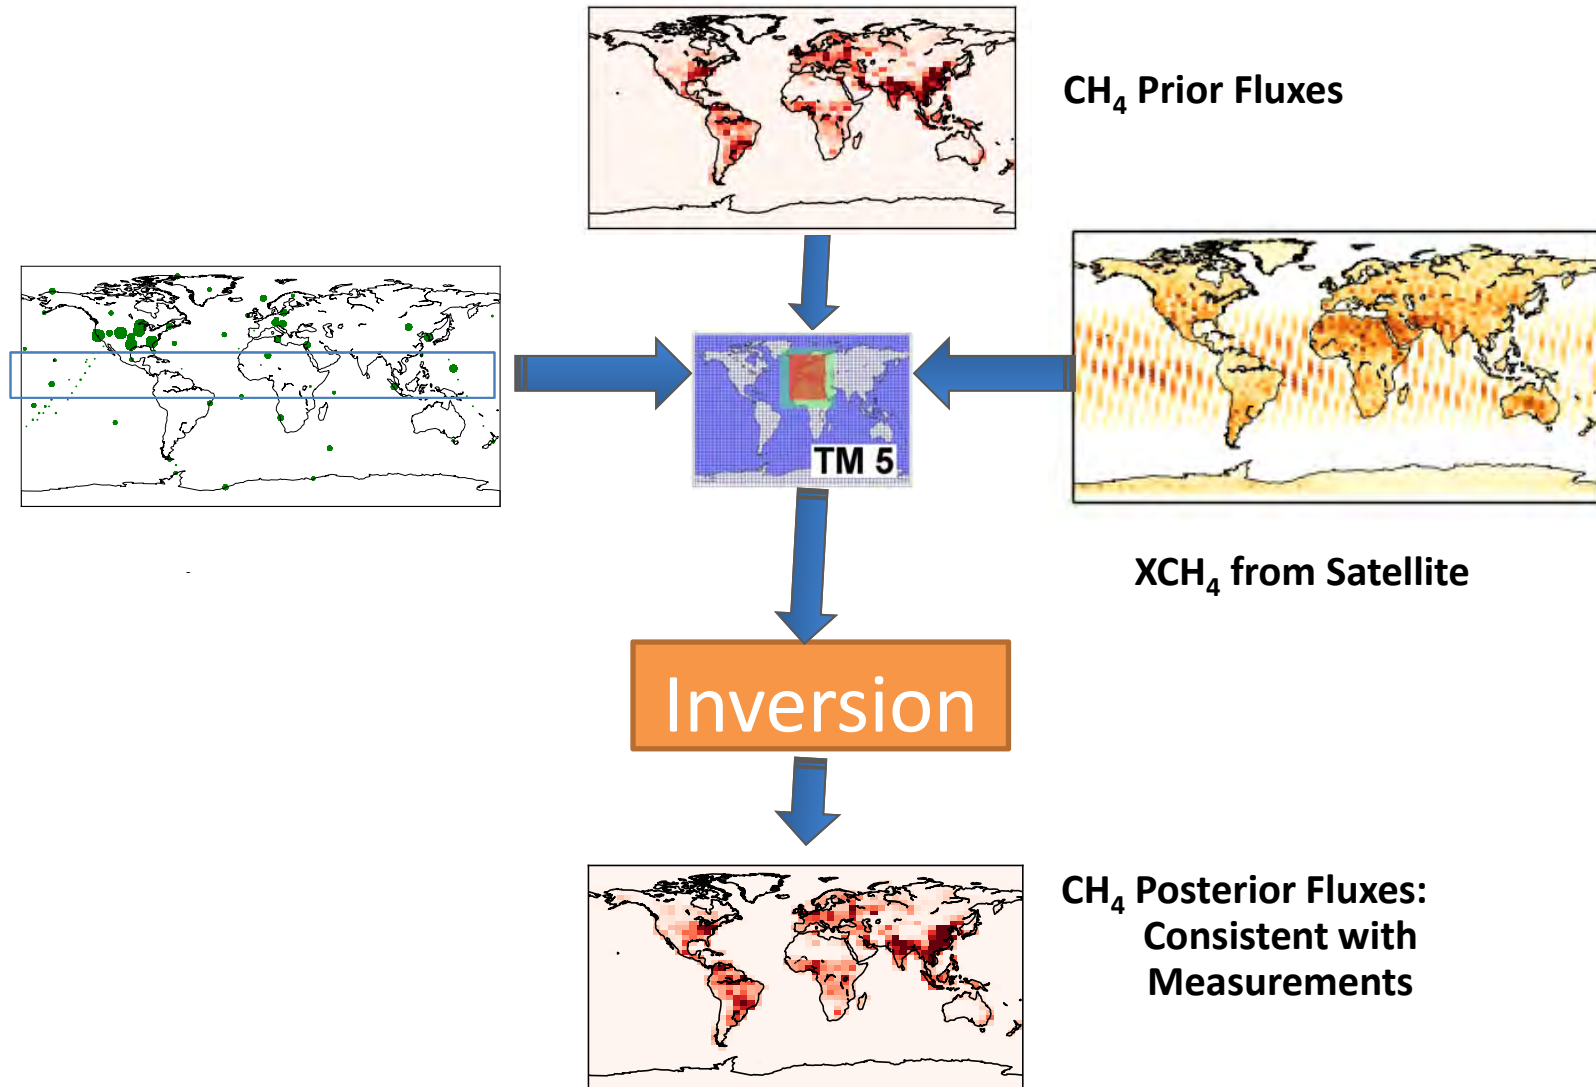 CH₄ Prior Fluxes
TM 5
XCH₄ from Satellite
Inversion
CH₄ Posterior Fluxes:
Consistent with
Measurements